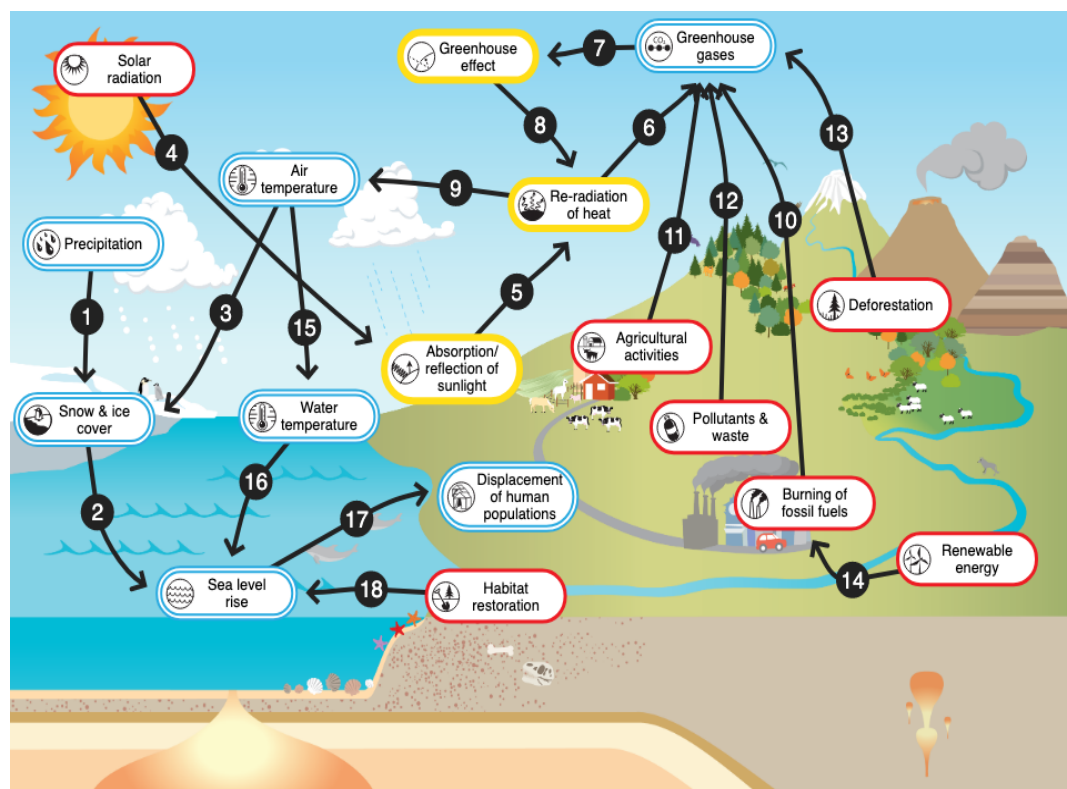 Solar
radiation
Greenhouse
effect
7
CO₂
Greenhouse
gases
4
8
6
13
Air
temperature
9
Re-radiation
of heat
12
10
11
Precipitation
1
3
15
5
Deforestation
Agricultural
activities
Absorption/
reflection of
sunlight
Snow & ice
cover
Water
temperature
Pollutants &
waste
16
2
17
Displacement
of human
populations
Burning of
fossil fuels
Renewable
energy
14
Sea level
rise
18
Habitat
restoration